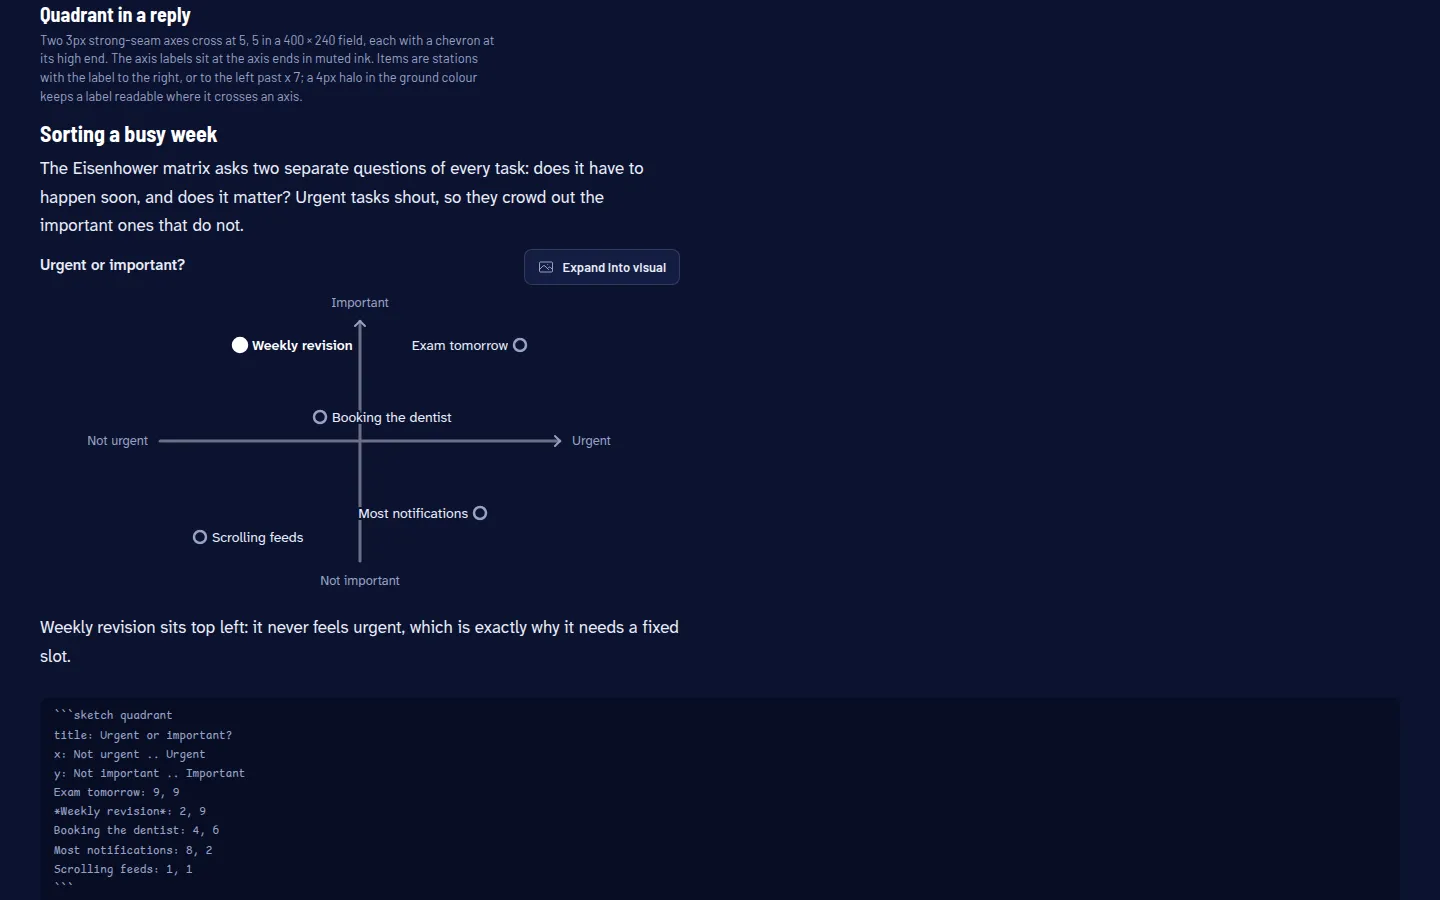 Quadrant in a reply
Two 3px strong-seam axes cross at 5, 5 in a 400 × 240 field, each with a chevron at
its high end. The axis labels sit at the axis ends in muted ink. Items are stations
with the label to the right, or to the left past x 7; a 4px halo in the ground colour
keeps a label readable where it crosses an axis.
Sorting a busy week
The Eisenhower matrix asks two separate questions of every task: does it have to
happen soon, and does it matter? Urgent tasks shout, so they crowd out the
important ones that do not.
Urgent or important?
Expand into visual
Important
Weekly revision
Exam tomorrow
Booking the dentist
Not urgent
Urgent
Most notifications
Scrolling feeds
Not important
Weekly revision sits top left: it never feels urgent, which is exactly why it needs a fixed
slot.
```sketch quadrant
title: Urgent or important?
x: Not urgent .. Urgent
y: Not important .. Important
Exam tomorrow: 9, 9
*Weekly revision*: 2, 9
Booking the dentist: 4, 6
Most notifications: 8, 2
Scrolling feeds: 1, 1
```